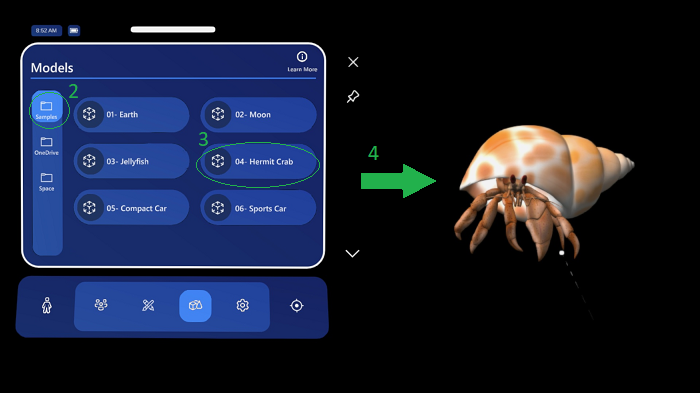 8:52 AM
Models
Learn More
2
Samples
01- Earth
02- Moon
3
OneDrive
03- Jellyfish
04- Hermit Crab
4
Space
05- Compact Car
06- Sports Car